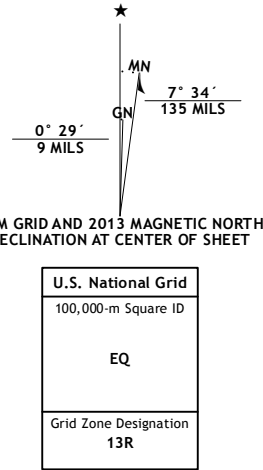 ★
MN
GN
7° 34´
135 MILS
0° 29´
9 MILS
M GRID AND 2013 MAGNETIC NORTH
ECLINATION AT CENTER OF SHEET
U.S. National Grid
100,000-m Square ID
EQ
Grid Zone Designation
13R